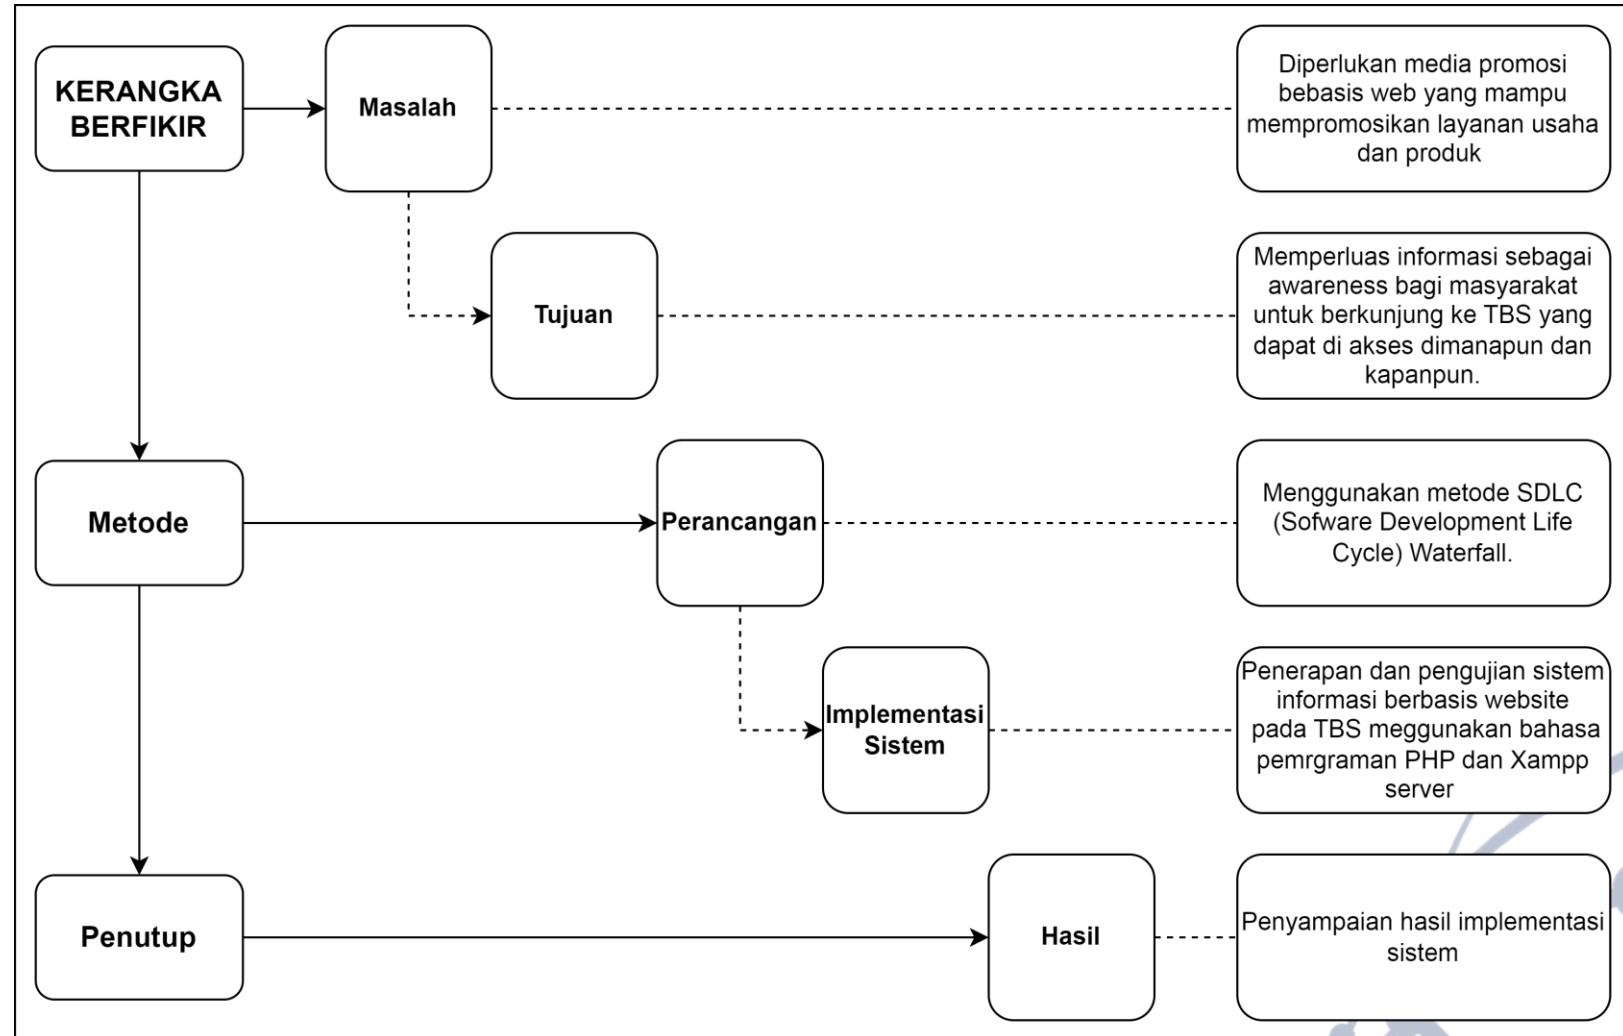 KERANGKA
BERFIKIR
Masalah
Diperlukan media promosi
bebasis web yang mampu
mempromosikan layanan usaha
dan produk
Tujuan
Memperluas informasi sebagai
awareness bagi masyarakat
untuk berkunjung ke TBS yang
dapat di akses dimanapun dan
kapanpun.
Metode
Perancangan
Menggunakan metode SDLC
(Sofware Development Life
Cycle) Waterfall.
Implementasi
Sistem
Penerapan dan pengujian sistem
informasi berbasis website
pada TBS meggunakan bahasa
pemrgraman PHP dan Xampp
server
Penutup
Hasil
Penyampaian hasil implementasi
sistem